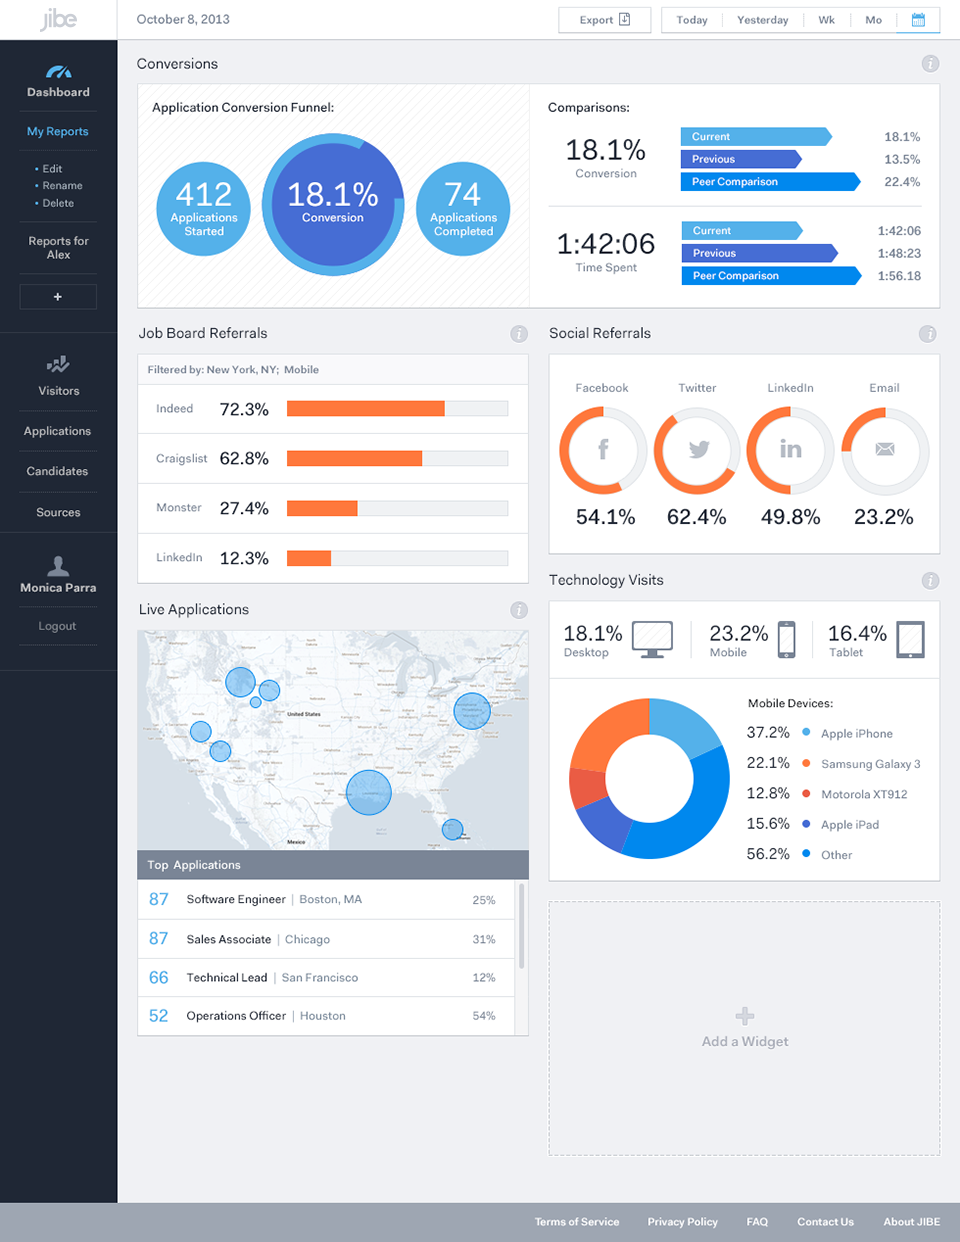 jibe
October 8, 2013
Export
Today
Yesterday
Wk
Mo
Dashboard
My Reports
• Edit
• Rename
• Delete
Reports for
Alex
+
Visitors
Applications
Candidates
Sources
Monica Parra
Logout
Conversions
i
Application Conversion Funnel:
412
Applications
Started
18.1%
Conversion
74
Applications
Completed
Comparisons:
18.1%
Conversion
Current 18.1%
Previous 13.5%
Peer Comparison 22.4%
1:42:06
Time Spent
Current 1:42:06
Previous 1:48:23
Peer Comparison 1:56.18
Job Board Referrals
i
Filtered by: New York, NY; Mobile
Indeed 72.3%
Craigslist 62.8%
Monster 27.4%
LinkedIn 12.3%
Social Referrals
i
Facebook Twitter LinkedIn Email
f in
54.1% 62.4% 49.8% 23.2%
Live Applications
i
United States
Mexico
Top Applications
87 Software Engineer | Boston, MA 25%
87 Sales Associate | Chicago 31%
66 Technical Lead | San Francisco 12%
52 Operations Officer | Houston 54%
Technology Visits
i
18.1%
Desktop
23.2%
Mobile
16.4%
Tablet
Mobile Devices:
37.2% Apple iPhone
22.1% Samsung Galaxy 3
12.8% Motorola XT912
15.6% Apple iPad
56.2% Other
Add a Widget
Terms of Service
Privacy Policy
FAQ
Contact Us
About JIBE